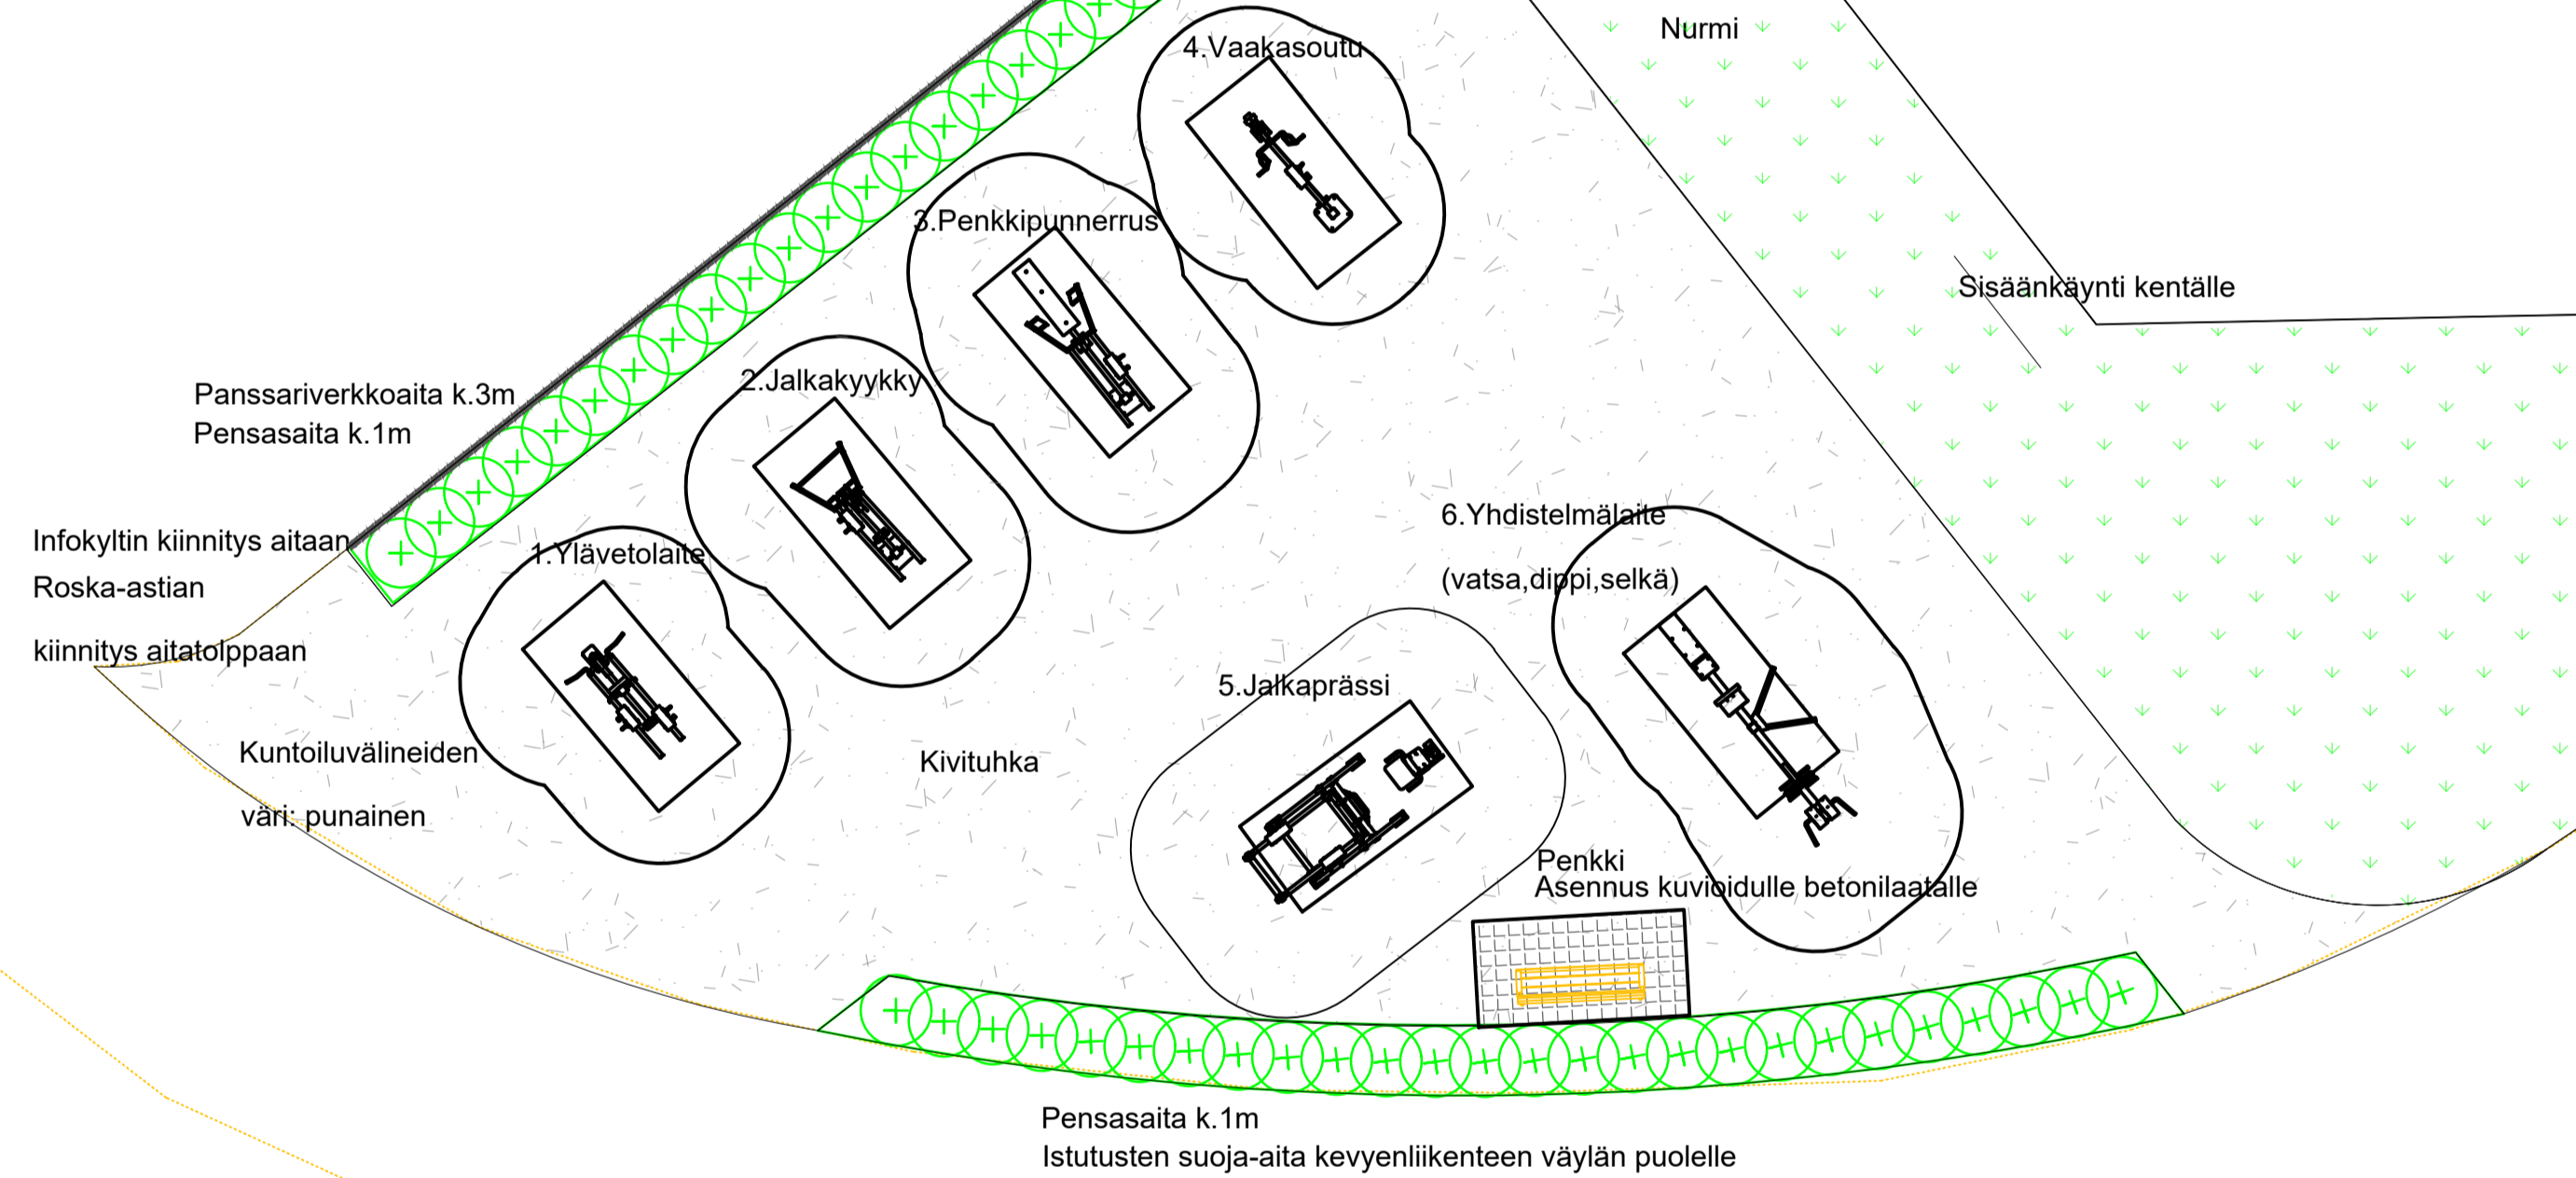 Nurmi
4.Vaakasoutu
3.Penkkipunnerrus
Sisäänkäynti kentälle
2.Jalkakyykky
Panssariverkkoaita k.3m
Pensasaita k.1m
6.Yhdistelmälaite
(vatsa,dippi,selkä)
Infokyltin kiinnitys aitaan
Roska-astian
kiinnitys aitatolppaan
1.Ylävetolaite
5.Jalkaprässi
Kuntoiluvälineiden
väri: punainen
Kivituhka
Penkki
Asennus kuvioidulle betonilaatalle
Pensasaita k.1m
Istutusten suoja-aita kevyenliikenteen väylän puolelle